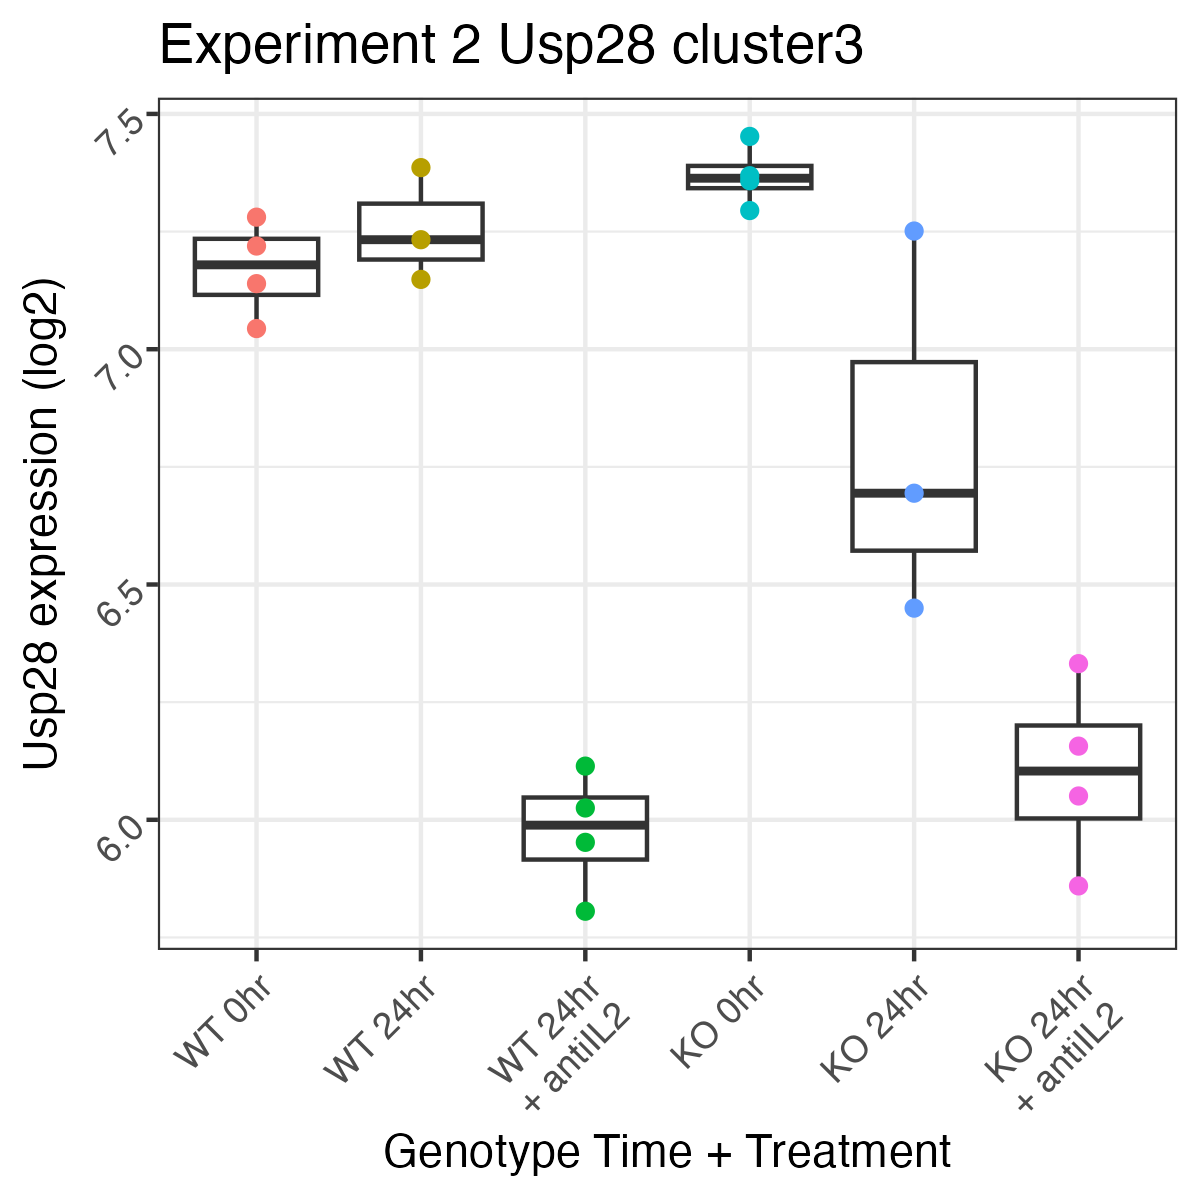 Experiment 2 Usp28 cluster3
Usp28 expression (log2)
7.5
7.0
6.5
6.0
WT 0hr
WT 24hr
WT 24hr
+ antiIL2
KO 0hr
KO 24hr
KO 24hr
+ antiIL2
Genotype Time + Treatment